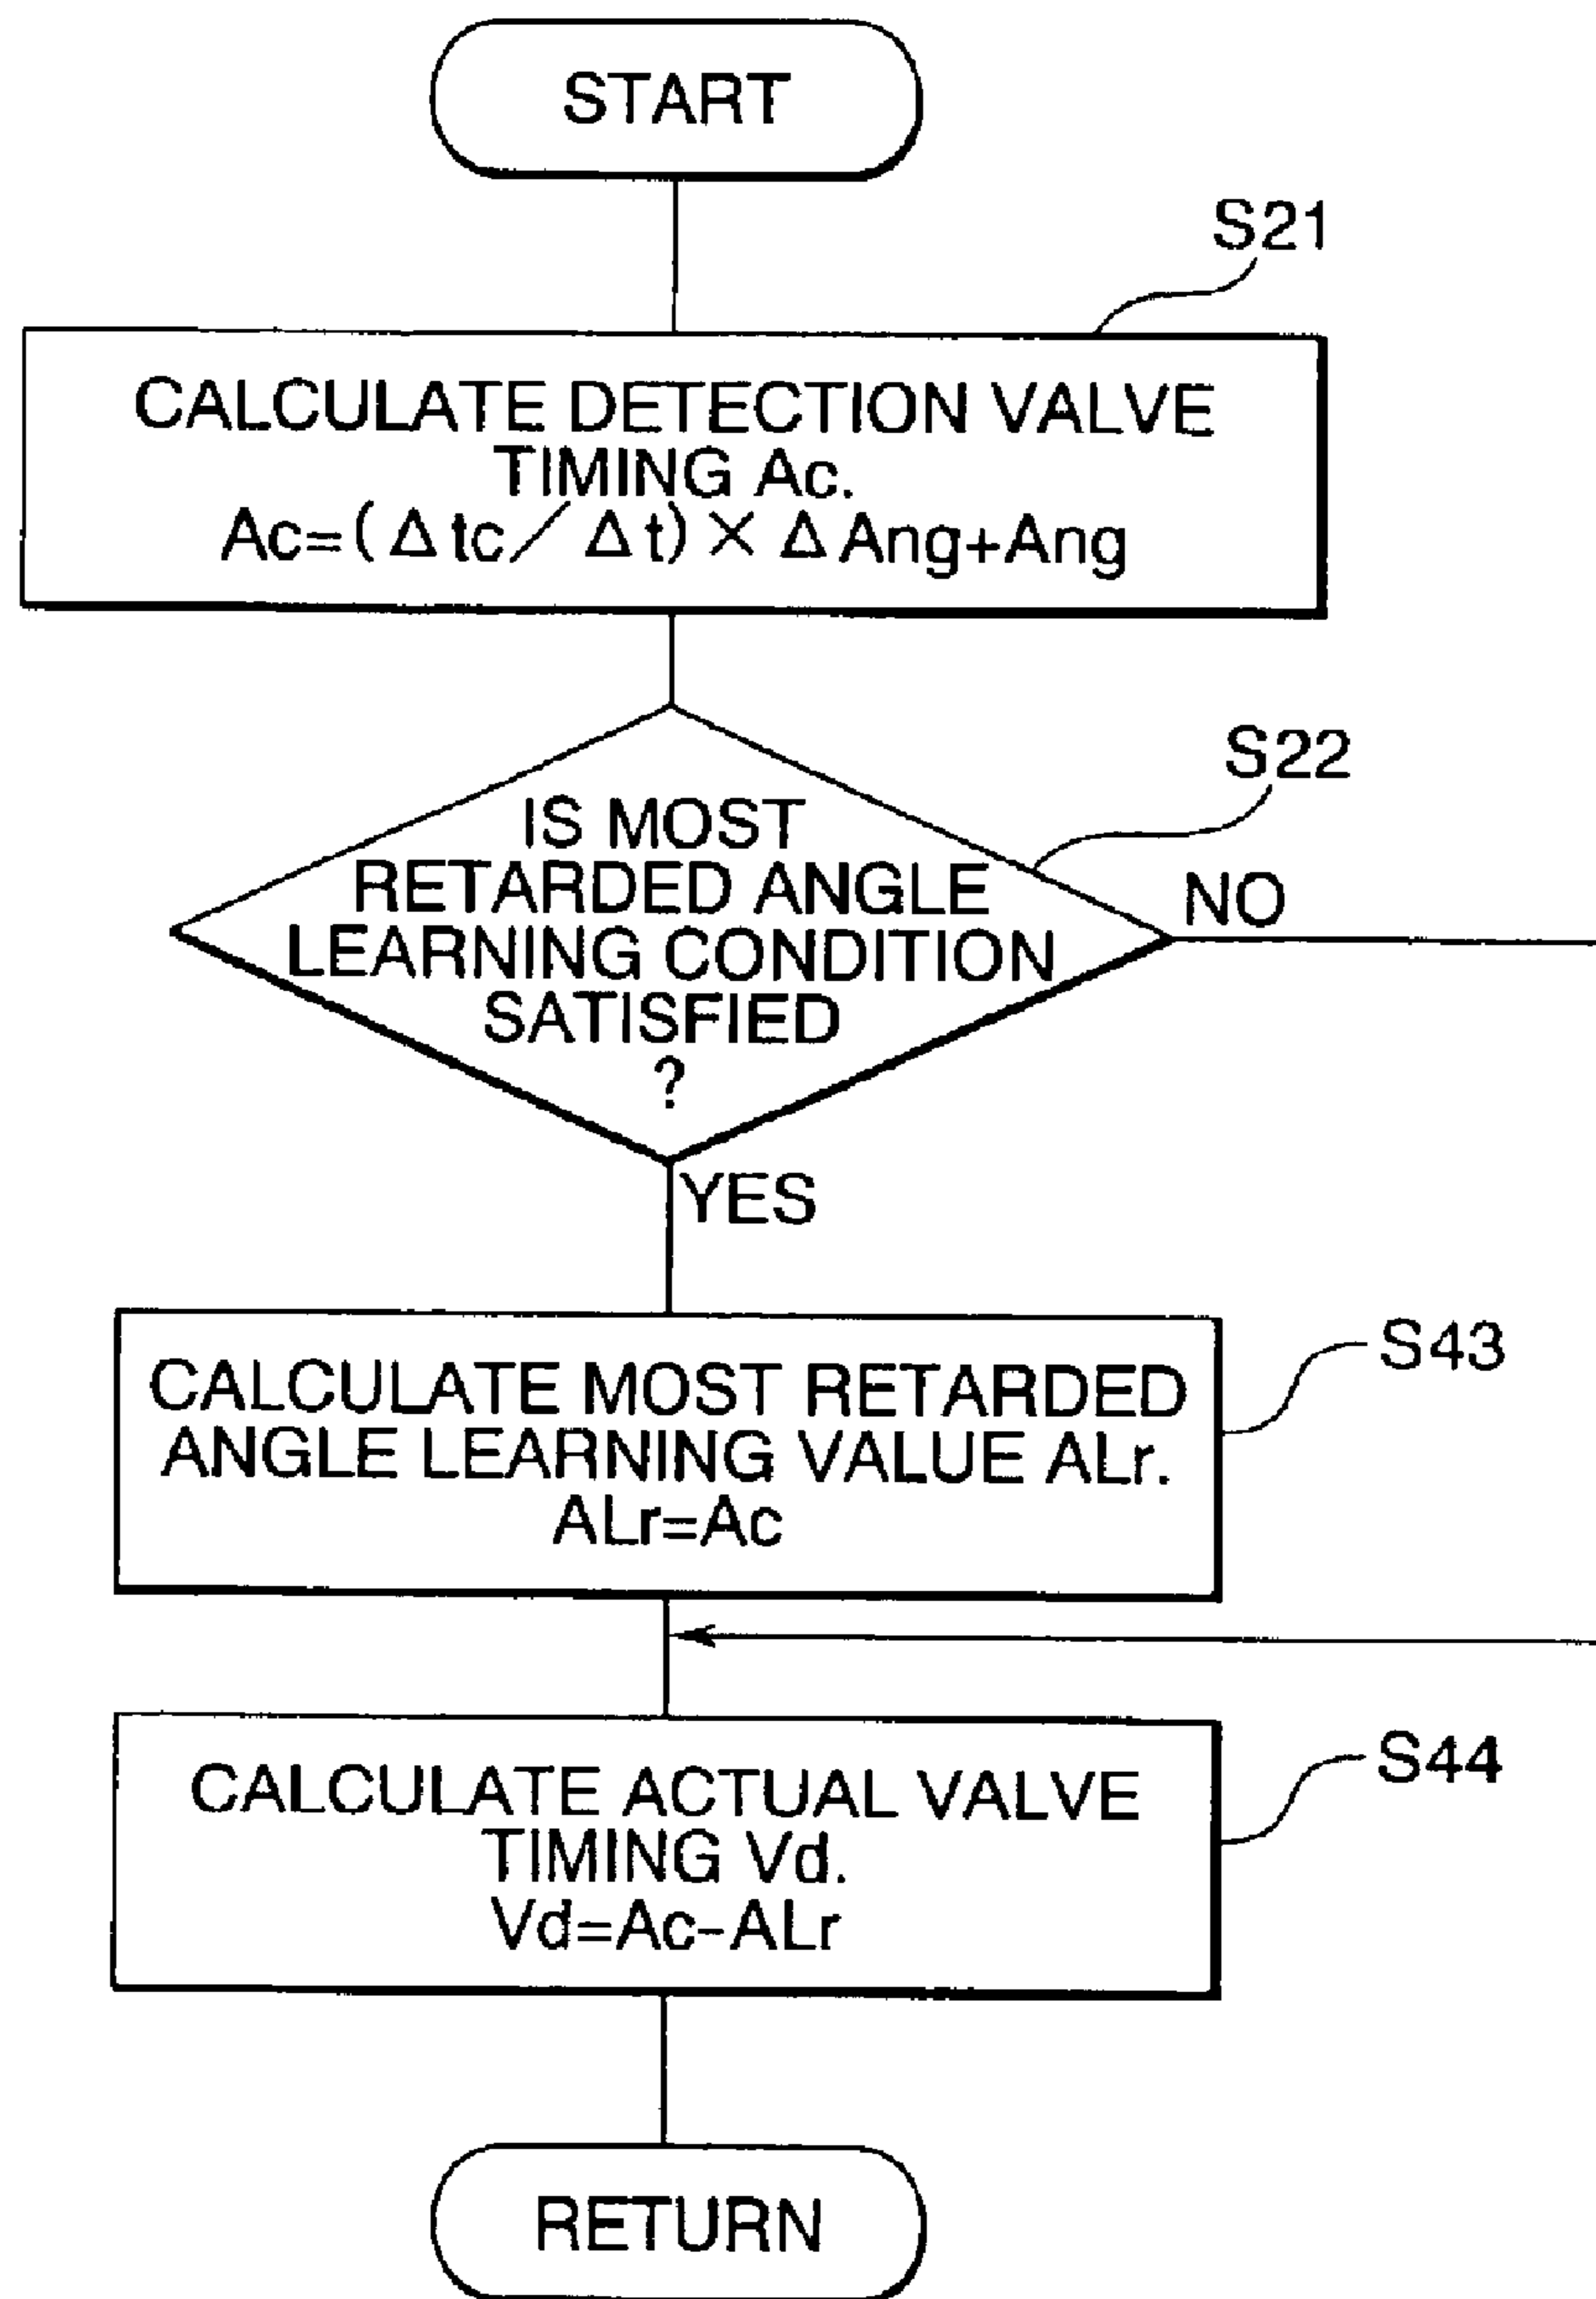 START
S21
CALCULATE DETECTION VALVE
TIMING Ac.
Ac=(Δtc/Δt)×ΔAng+Ang
S22
IS MOST
RETARDED ANGLE
LEARNING CONDITION
SATISFIED
?
NO
YES
S43
CALCULATE MOST RETARDED
ANGLE LEARNING VALUE ALr.
ALr=Ac
S44
CALCULATE ACTUAL VALVE
TIMING Vd.
Vd=Ac-ALr
RETURN